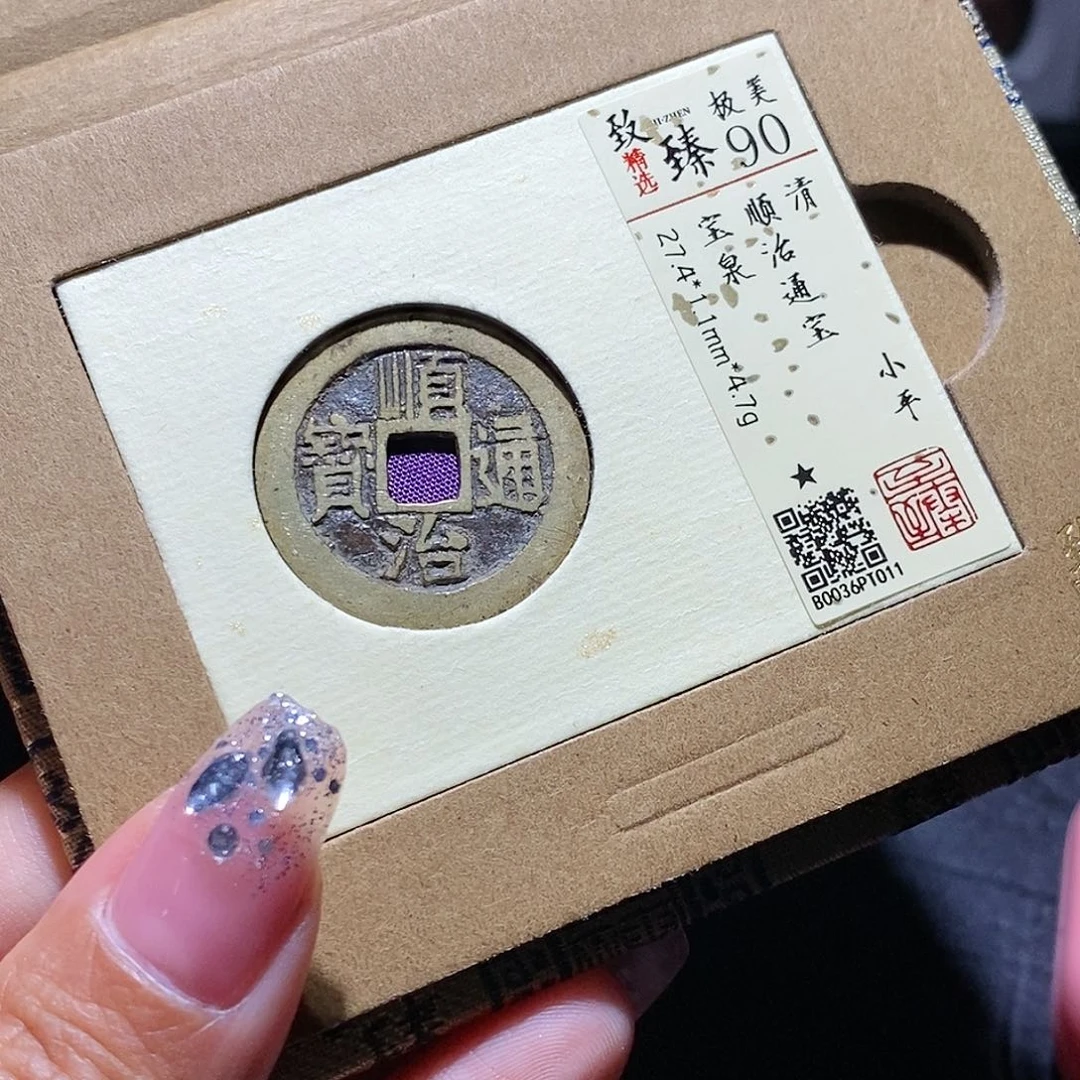 順治通寶
致臻
精选
极美
90
清
顺治通宝
小平
宝泉
27.4*1.1mm*4.7g
B0036PT011